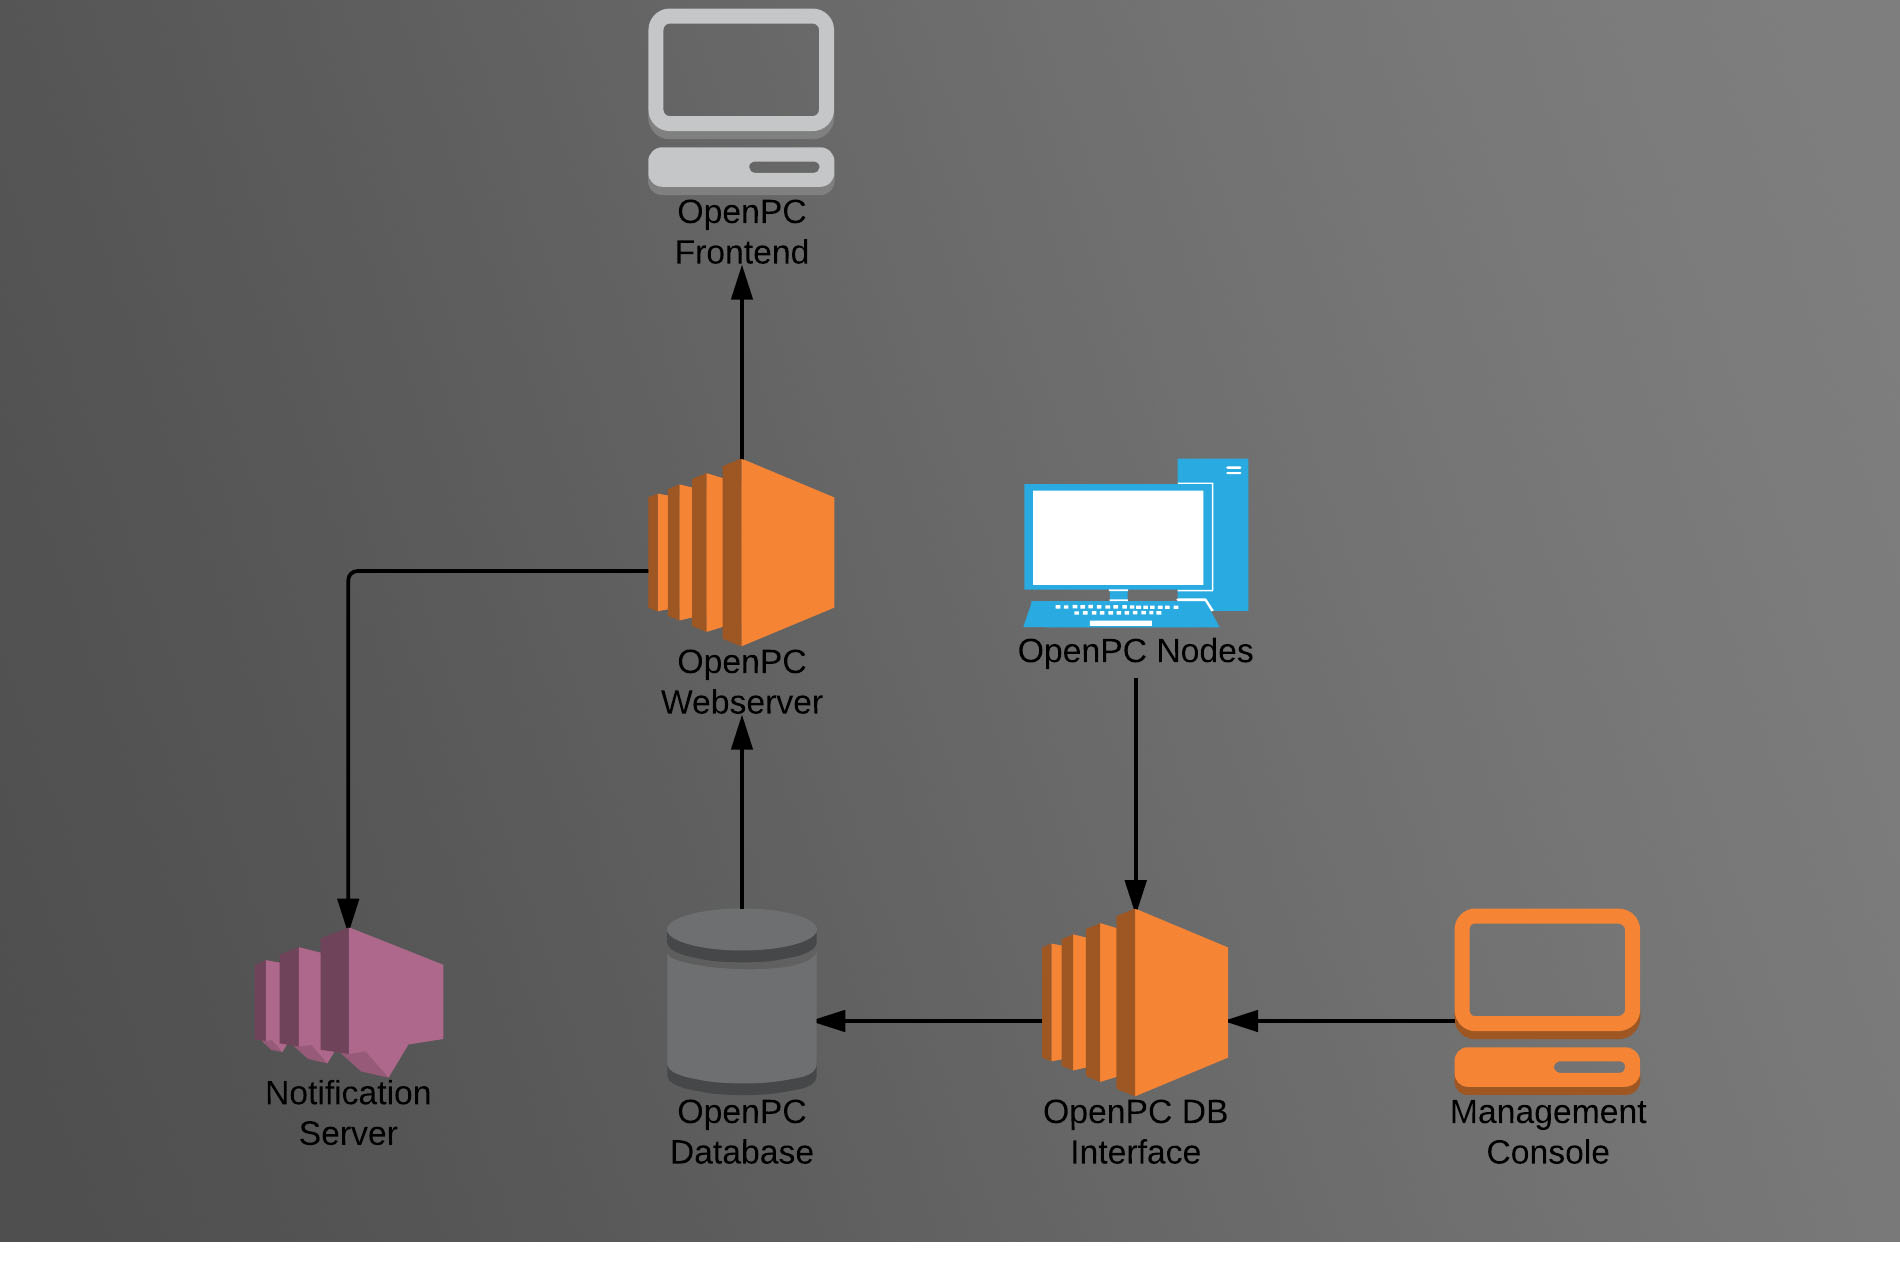 OpenPC
Frontend
OpenPC
Webserver
OpenPC Nodes
Notification
Server
OpenPC
Database
OpenPC DB
Interface
Management
Console